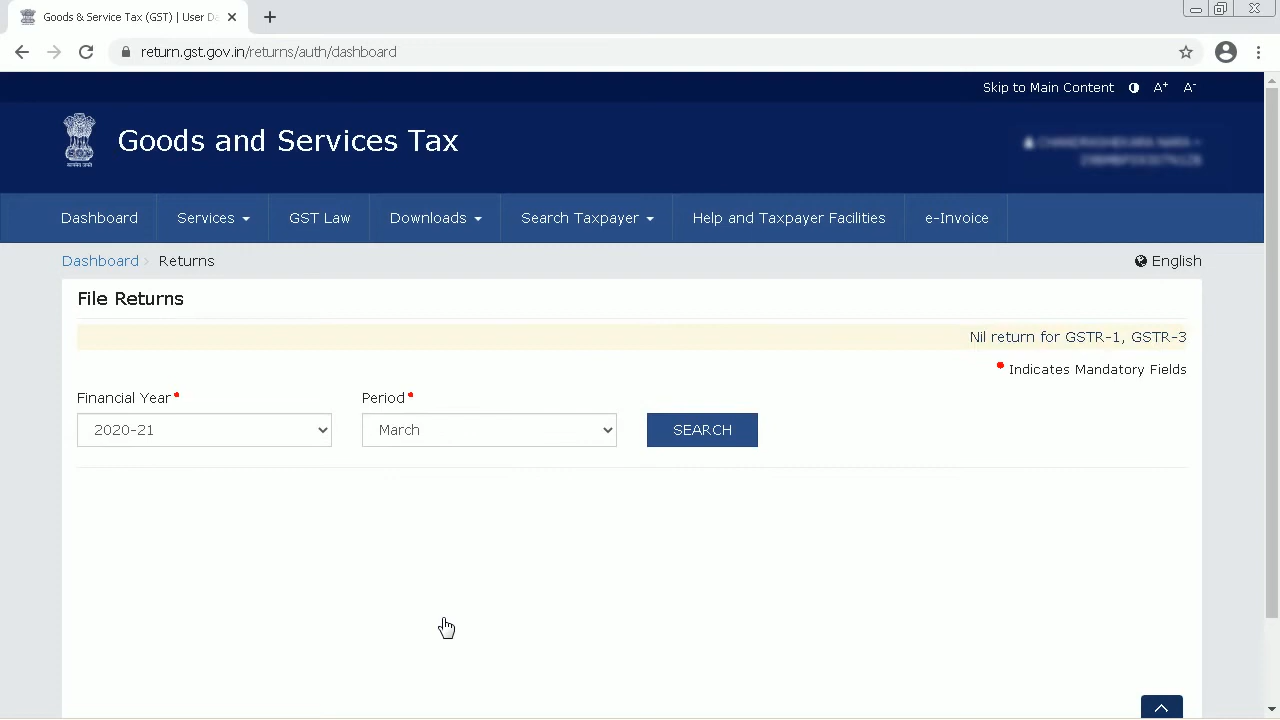 Goods & Service Tax (GST) | User Da
return.gst.gov.in/returns/auth/dashboard
Skip to Main Content A+ A-
Goods and Services Tax
Dashboard Services GST Law Downloads Search Taxpayer Help and Taxpayer Facilities e-Invoice
Dashboard > Returns English
File Returns
Nil return for GSTR-1, GSTR-3
• Indicates Mandatory Fields
Financial Year• Period•
2020-21 March SEARCH